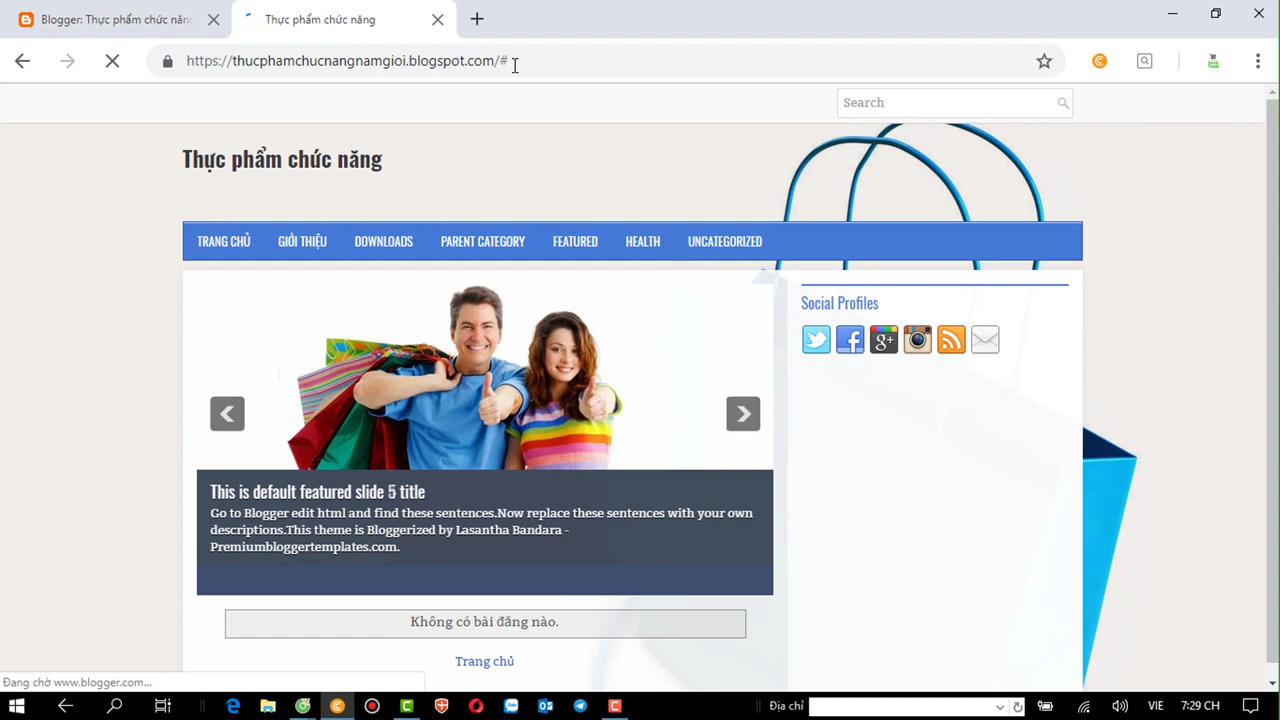 Blogger: Thực phẩm chức năng
Thực phẩm chức năng
https://thucphamchucnangnamgioi.blogspot.com/#
Search
Thực phẩm chức năng
TRANG CHỦ
GIỚI THIỆU
DOWNLOADS
PARENT CATEGORY
FEATURED
HEALTH
UNCATEGORIZED
Social Profiles
This is default featured slide 5 title
Go to Blogger edit html and find these sentences.Now replace these sentences with your own
descriptions.This theme is Bloggerized by Lasantha Bandara -
Premiumbloggertemplates.com.
Không có bài đăng nào.
Trang chủ
Đang chờ www.blogger.com...
Địa chỉ
VIE
7:29 CH